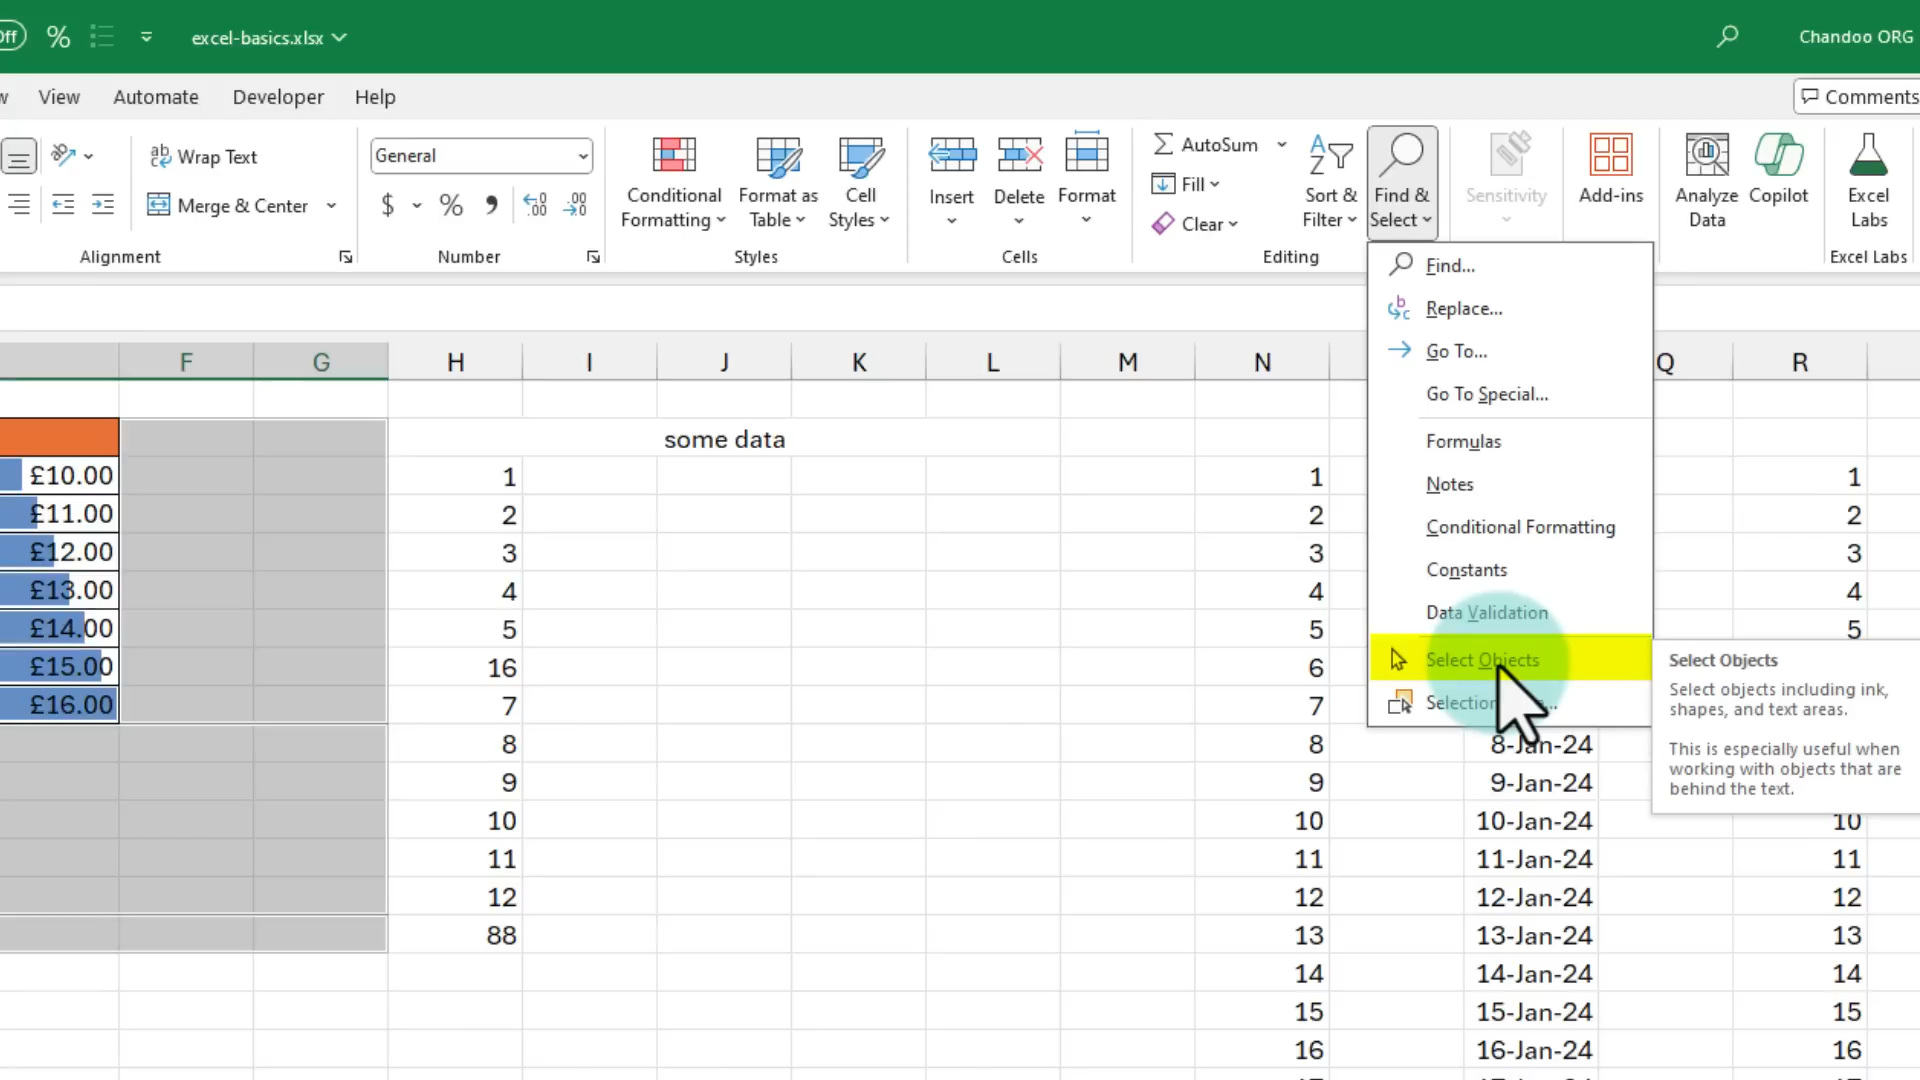 Off excel-basics.xlsx Chandoo ORG
w View Automate Developer Help Comments
Wrap Text
General
Merge & Center
$ % 9
Conditional Formatting
Format as Table
Cell Styles
Insert
Delete
Format
AutoSum
Fill
Clear
Sort & Filter
Find & Select
Sensitivity
Add-ins
Analyze Data
Copilot
Excel Labs
Alignment Number Styles Cells Editing Excel Labs
Find...
Replace...
Go To...
Go To Special...
Formulas
Notes
Conditional Formatting
Constants
Data Validation
Select Objects
Selection
Select Objects
Select objects including ink,
shapes, and text areas.
This is especially useful when
working with objects that are
behind the text.
F G H I J K L M N Q R
some data
£10.00 1 1 1
£11.00 2 2 2
£12.00 3 3 3
£13.00 4 4 4
£14.00 5 5 5
£15.00 16 6
£16.00 7 7
8 8 8-Jan-24
9 9 9-Jan-24
10 10 10-Jan-24 10
11 11 11-Jan-24 11
12 12 12-Jan-24 12
88 13 13-Jan-24 13
14 14-Jan-24 14
15 15-Jan-24 15
16 16-Jan-24 16